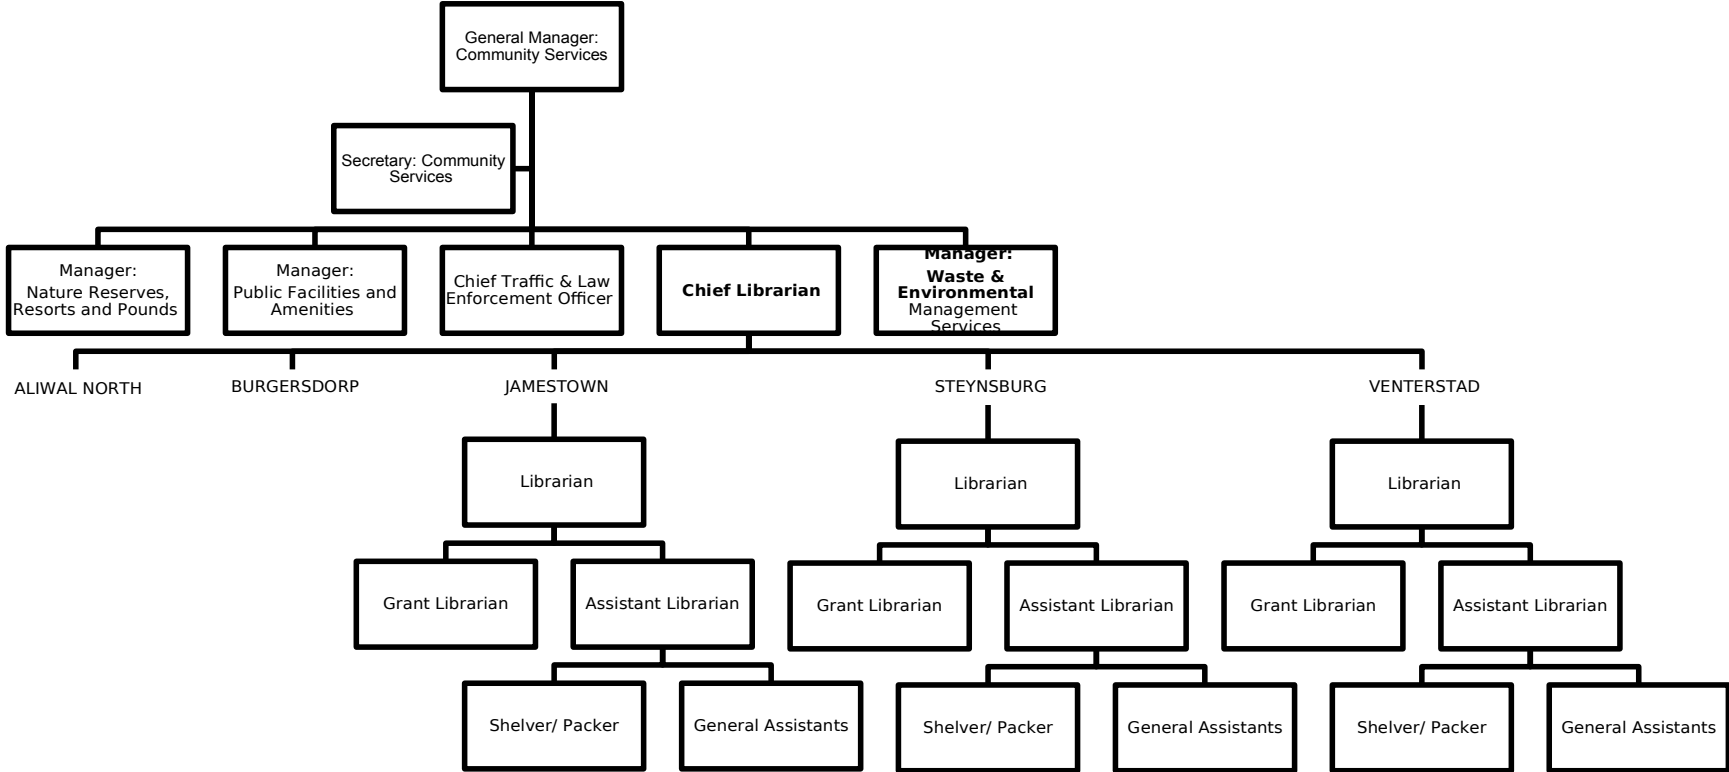 General Manager:
Community Services
Secretary: Community
Services
Manager:
Nature Reserves,
Resorts and Pounds
Manager:
Public Facilities and
Amenities
Chief Traffic & Law
Enforcement Officer
Chief Librarian
Manager:
Waste &
Environmental
Management
Services
ALIWAL NORTH
BURGERSDORP
JAMESTOWN
STEYNSBURG
VENTERSTAD
Librarian
Librarian
Librarian
Grant Librarian
Assistant Librarian
Grant Librarian
Assistant Librarian
Grant Librarian
Assistant Librarian
Shelver/ Packer
General Assistants
Shelver/ Packer
General Assistants
Shelver/ Packer
General Assistants